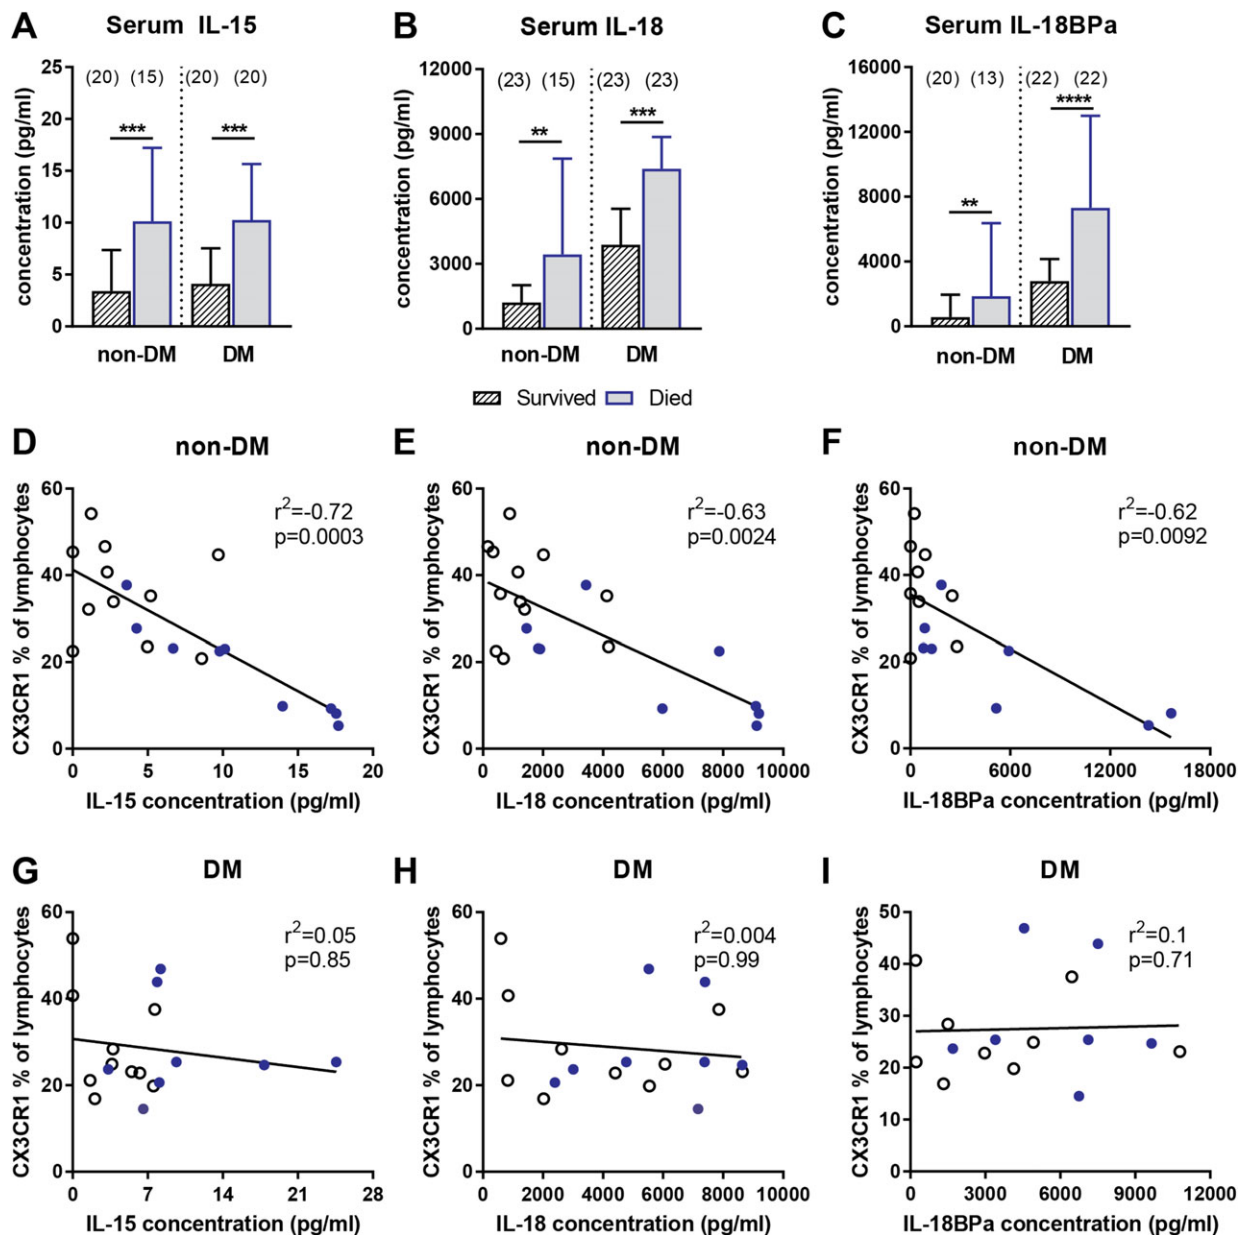 A Serum IL-15
concentration (pg/ml)
25
20
15
10
5
0
(20) (15) (20) (20)
*** ***
non-DM DM
B Serum IL-18
concentration (pg/ml)
12000
9000
6000
3000
0
(23) (15) (23) (23)
** ***
non-DM DM
C Serum IL-18BPa
concentration (pg/ml)
16000
12000
8000
4000
0
(20) (13) (22) (22)
** ****
non-DM DM
Survived Died
D non-DM
CX3CR1 % of lymphocytes
60
40
20
0
r²=-0.72
p=0.0003
0 5 10 15 20
IL-15 concentration (pg/ml)
E non-DM
CX3CR1 % of lymphocytes
60
40
20
0
r²=-0.63
p=0.0024
0 2000 4000 6000 8000 10000
IL-18 concentration (pg/ml)
F non-DM
CX3CR1 % of lymphocytes
60
40
20
0
r²=-0.62
p=0.0092
0 6000 12000 18000
IL-18BPa concentration (pg/ml)
G DM
CX3CR1 % of lymphocytes
60
40
20
0
r²=0.05
p=0.85
0 7 14 21 28
IL-15 concentration (pg/ml)
H DM
CX3CR1 % of lymphocytes
60
40
20
0
r²=0.004
p=0.99
0 2000 4000 6000 8000 10000
IL-18 concentration (pg/ml)
I DM
CX3CR1 % of lymphocytes
50
40
30
20
10
0
r²=0.1
p=0.71
0 3000 6000 9000 12000
IL-18BPa concentration (pg/ml)